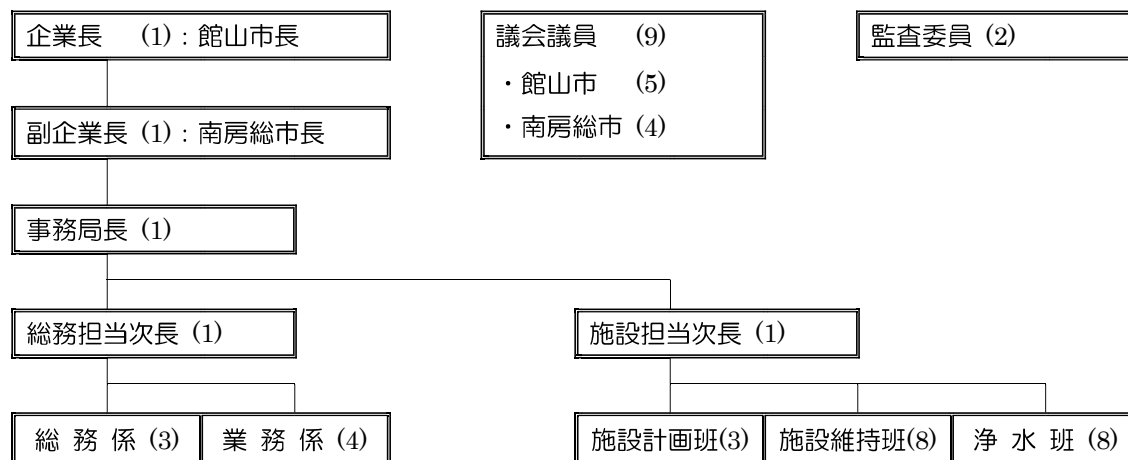 企業長 (1)：館山市長
議会議員 (9)
・館山市 (5)
・南房総市 (4)
監査委員 (2)
副企業長 (1)：南房総市長
事務局長 (1)
総務担当次長 (1)
施設担当次長 (1)
総 務 係 (3)
業 務 係 (4)
施設計画班(3)
施設維持班(8)
浄 水 班 (8)